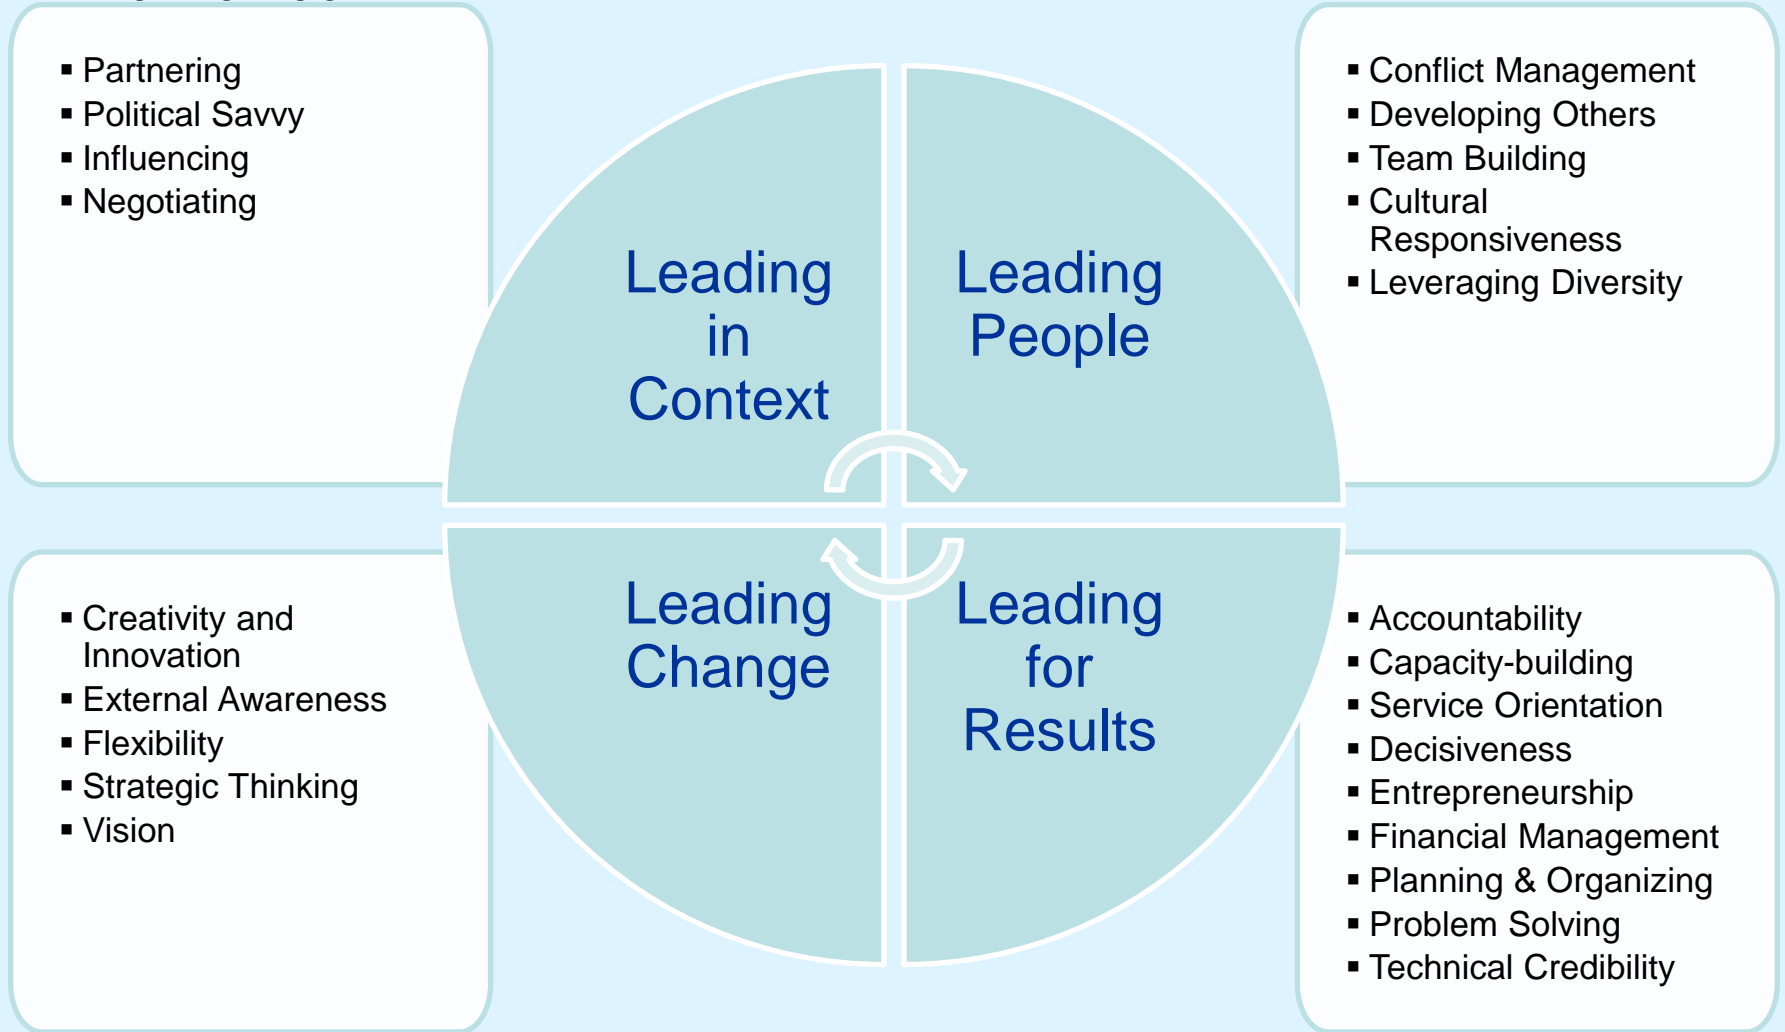 ▪ Partnering
▪ Political Savvy
▪ Influencing
▪ Negotiating
▪ Conflict Management
▪ Developing Others
▪ Team Building
▪ Cultural
Responsiveness
▪ Leveraging Diversity
Leading
in
Context
Leading
People
Leading
Change
Leading
for
Results
▪ Creativity and
Innovation
▪ External Awareness
▪ Flexibility
▪ Strategic Thinking
▪ Vision
▪ Accountability
▪ Capacity-building
▪ Service Orientation
▪ Decisiveness
▪ Entrepreneurship
▪ Financial Management
▪ Planning & Organizing
▪ Problem Solving
▪ Technical Credibility